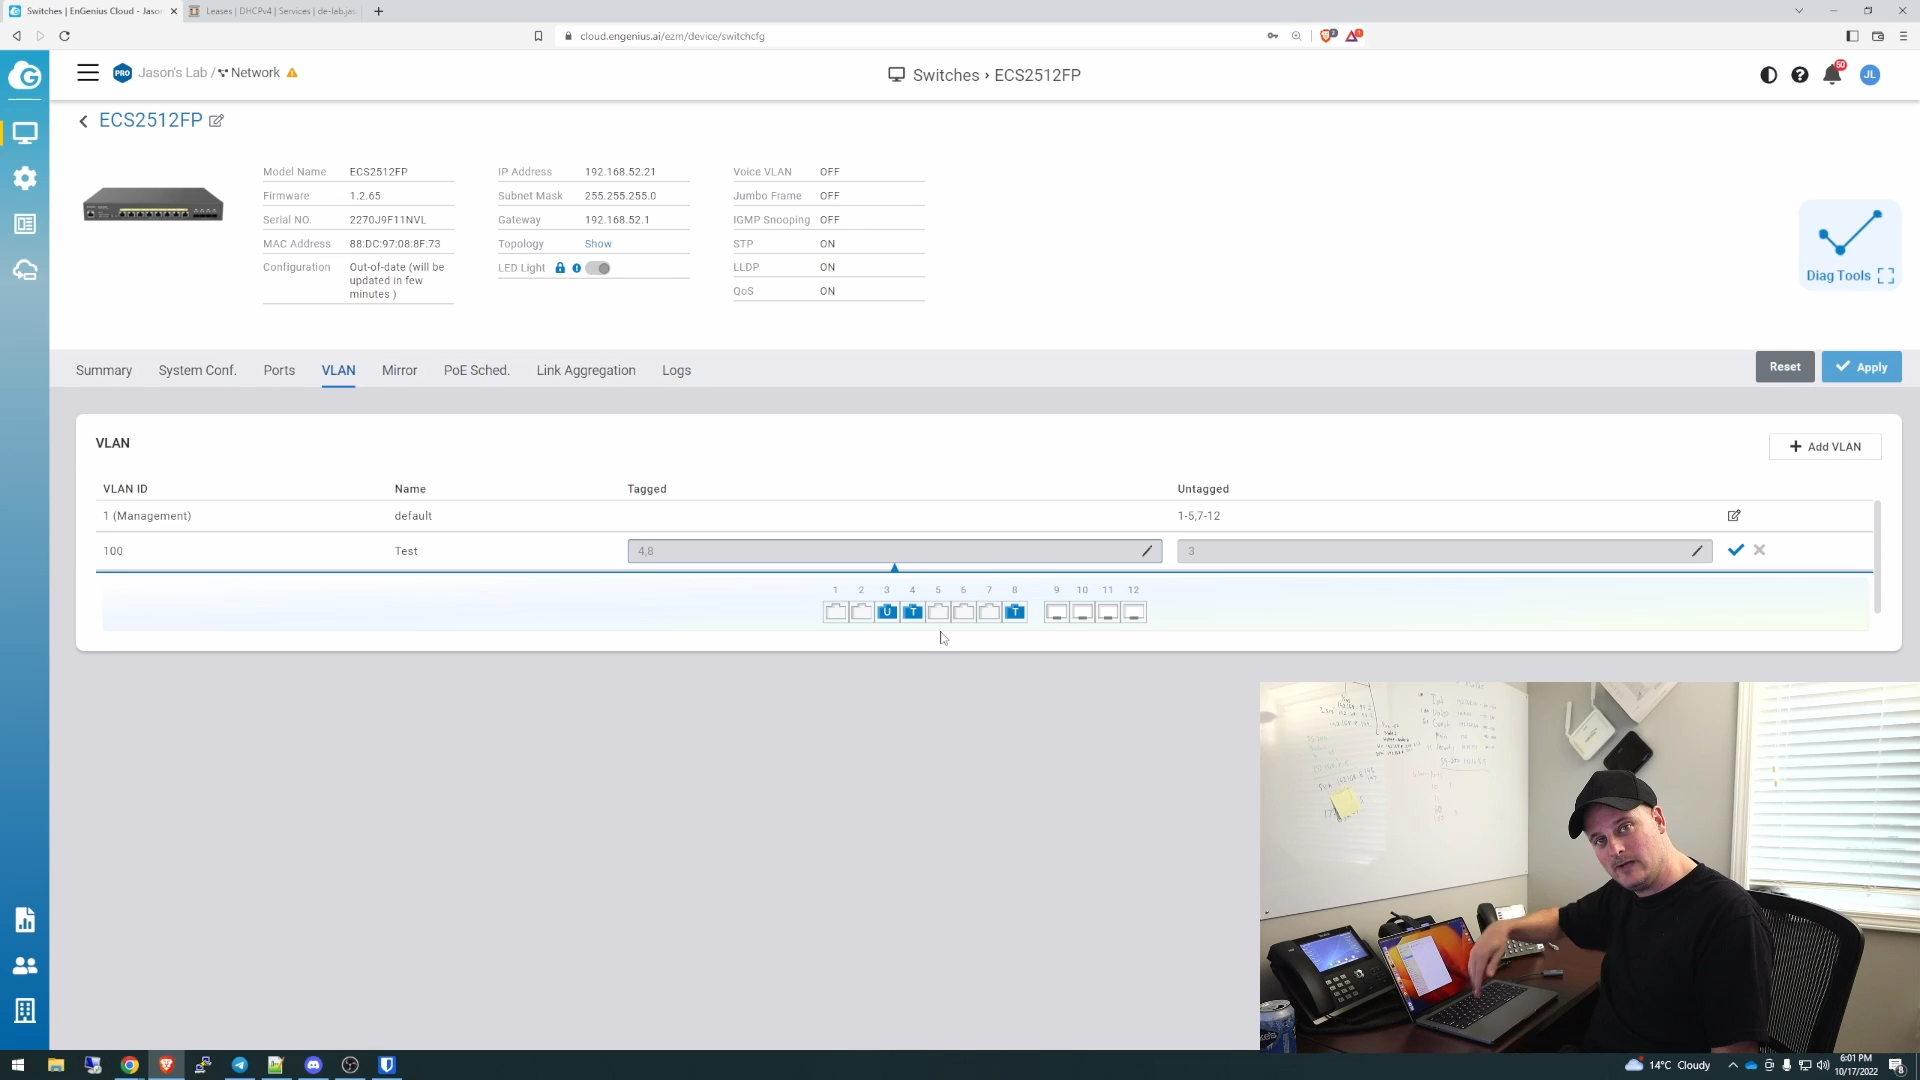 Switches | EnGenius Cloud - Jaso
Leases | DHCPv4 | Services | de-lab.jas
cloud.engenius.ai/ezm/device/switchcfg
PRO Jason's Lab / Network
Switches › ECS2512FP
50
JL
ECS2512FP
Model Name ECS2512FP
Firmware 1.2.65
Serial NO. 2270J9F11NVL
MAC Address 88:DC:97:08:8F:73
Configuration Out-of-date (will be
updated in few
minutes )
IP Address 192.168.52.21
Subnet Mask 255.255.255.0
Gateway 192.168.52.1
Topology Show
LED Light
Voice VLAN OFF
Jumbo Frame OFF
IGMP Snooping OFF
STP ON
LLDP ON
QoS ON
Diag Tools
Summary System Conf. Ports VLAN Mirror PoE Sched. Link Aggregation Logs
Reset Apply
VLAN
+ Add VLAN
VLAN ID Name Tagged Untagged
1 (Management) default 1-5,7-12
100 Test 4,8 3
1 2 3 4 5 6 7 8 9 10 11 12
U T T
14°C Cloudy
6:01 PM
10/17/2022
8